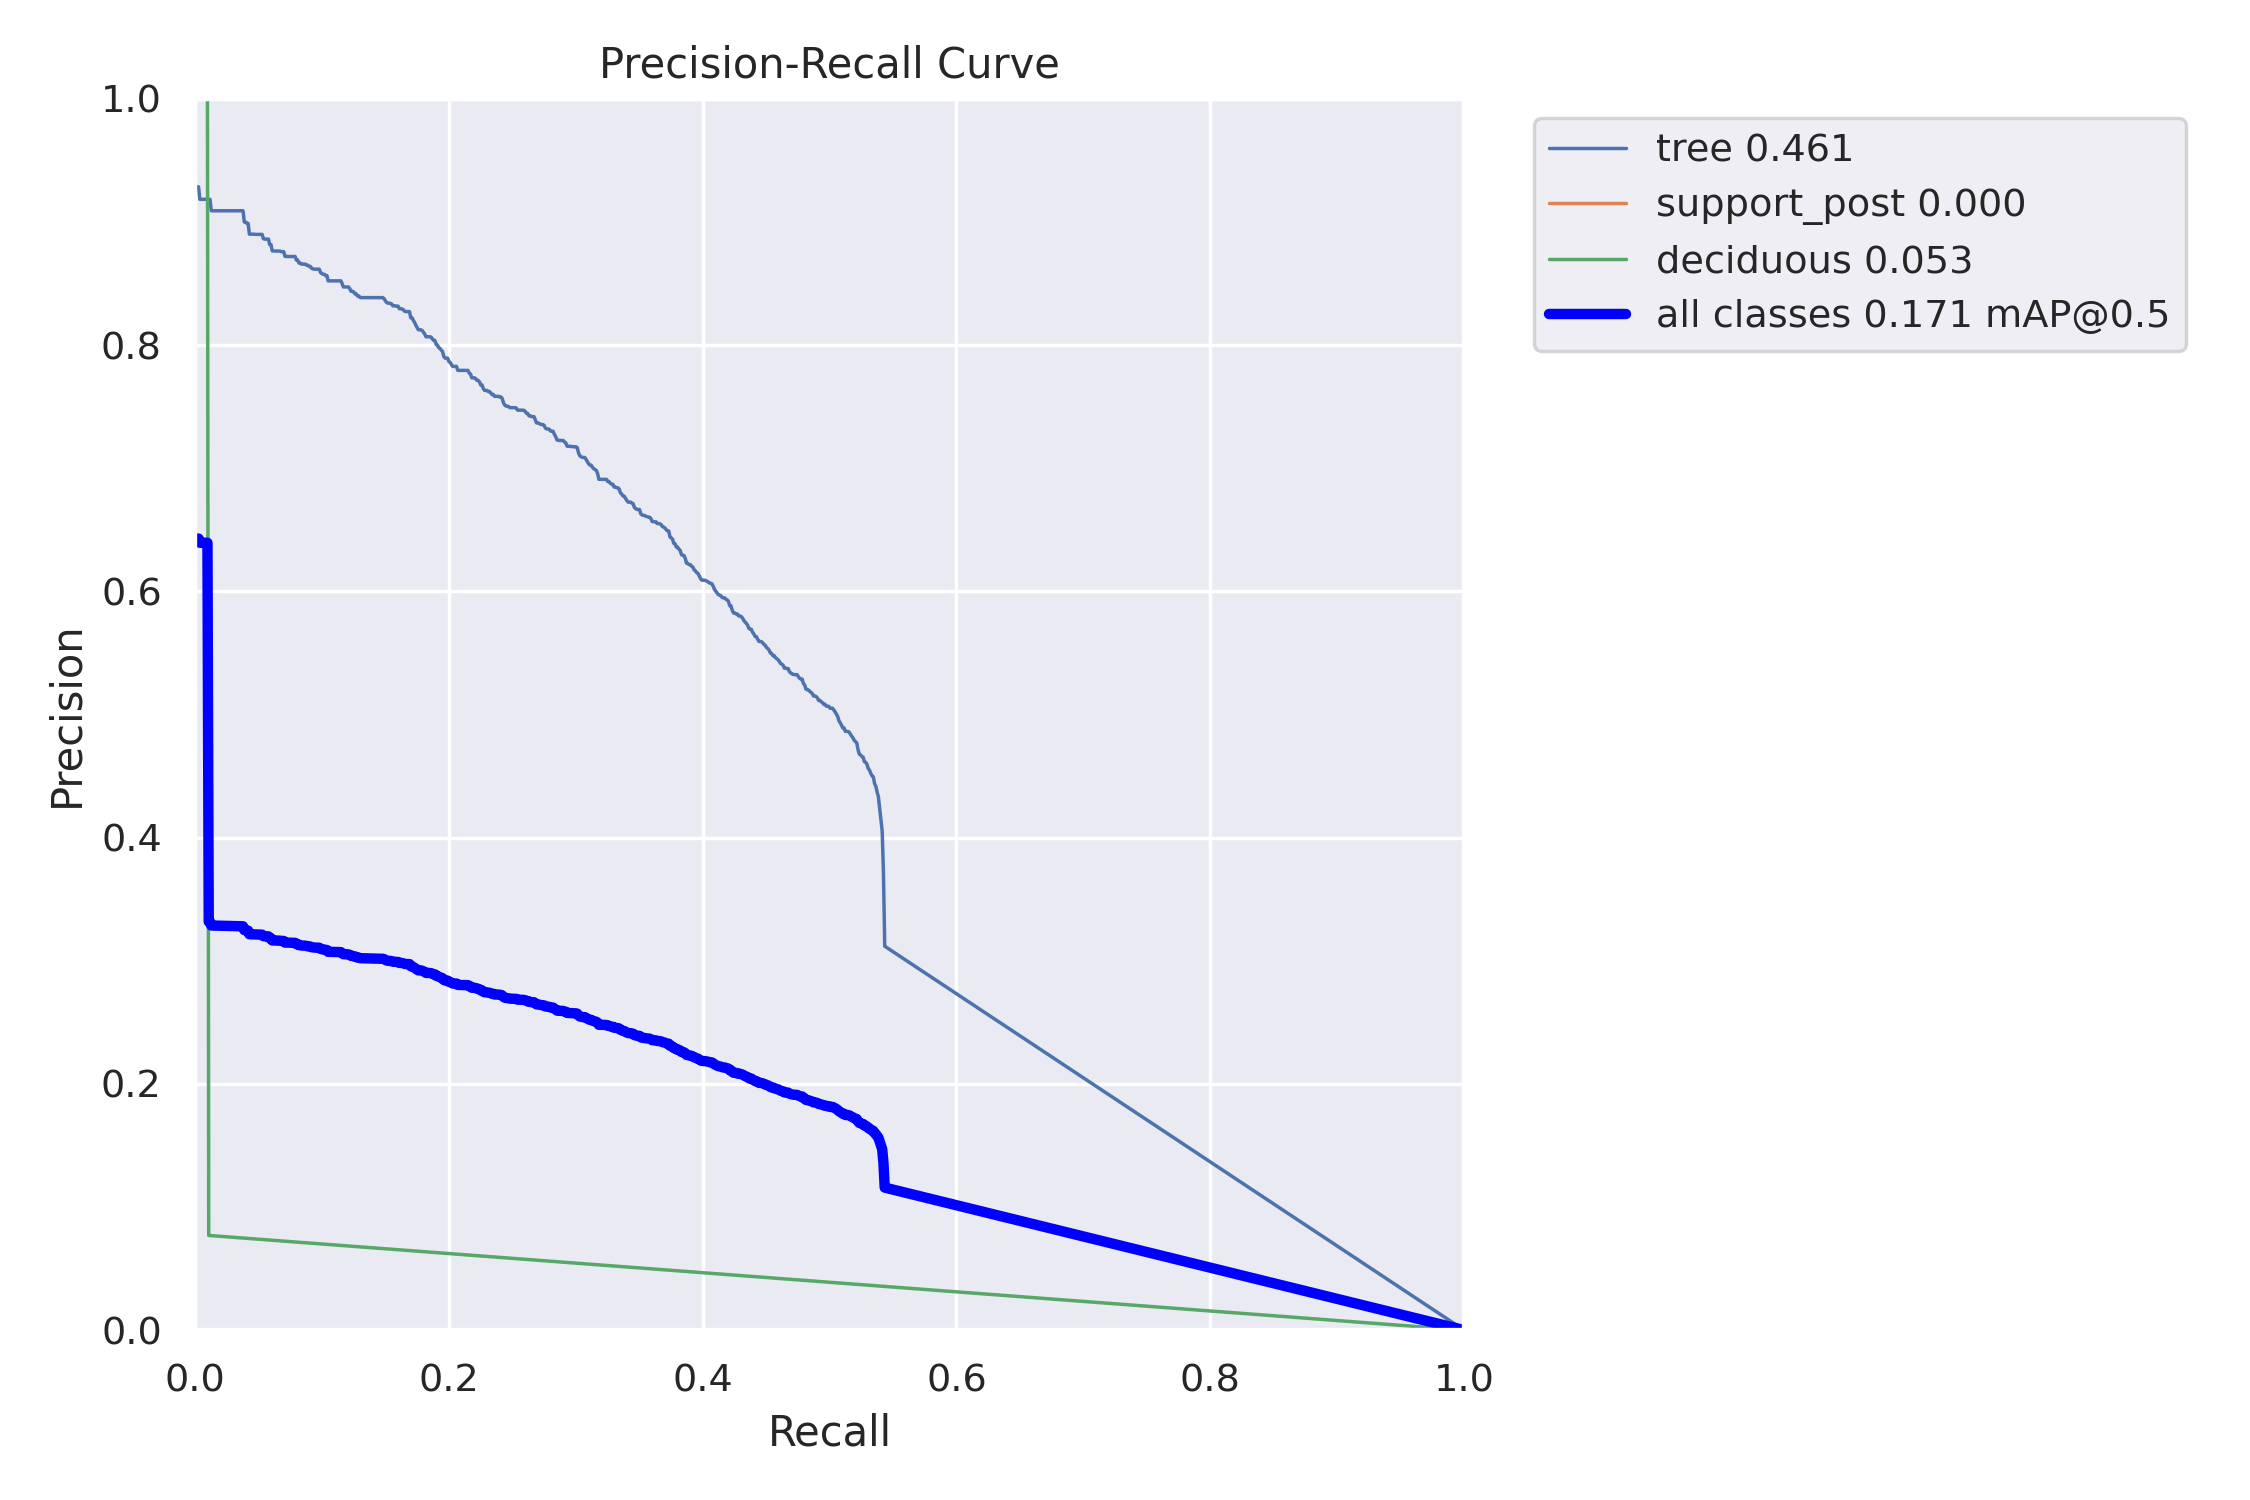 Precision-Recall Curve
1.0
0.8
0.6
0.4
0.2
0.0
Precision
0.0 0.2 0.4 0.6 0.8 1.0
Recall
tree 0.461
support_post 0.000
deciduous 0.053
all classes 0.171 mAP@0.5